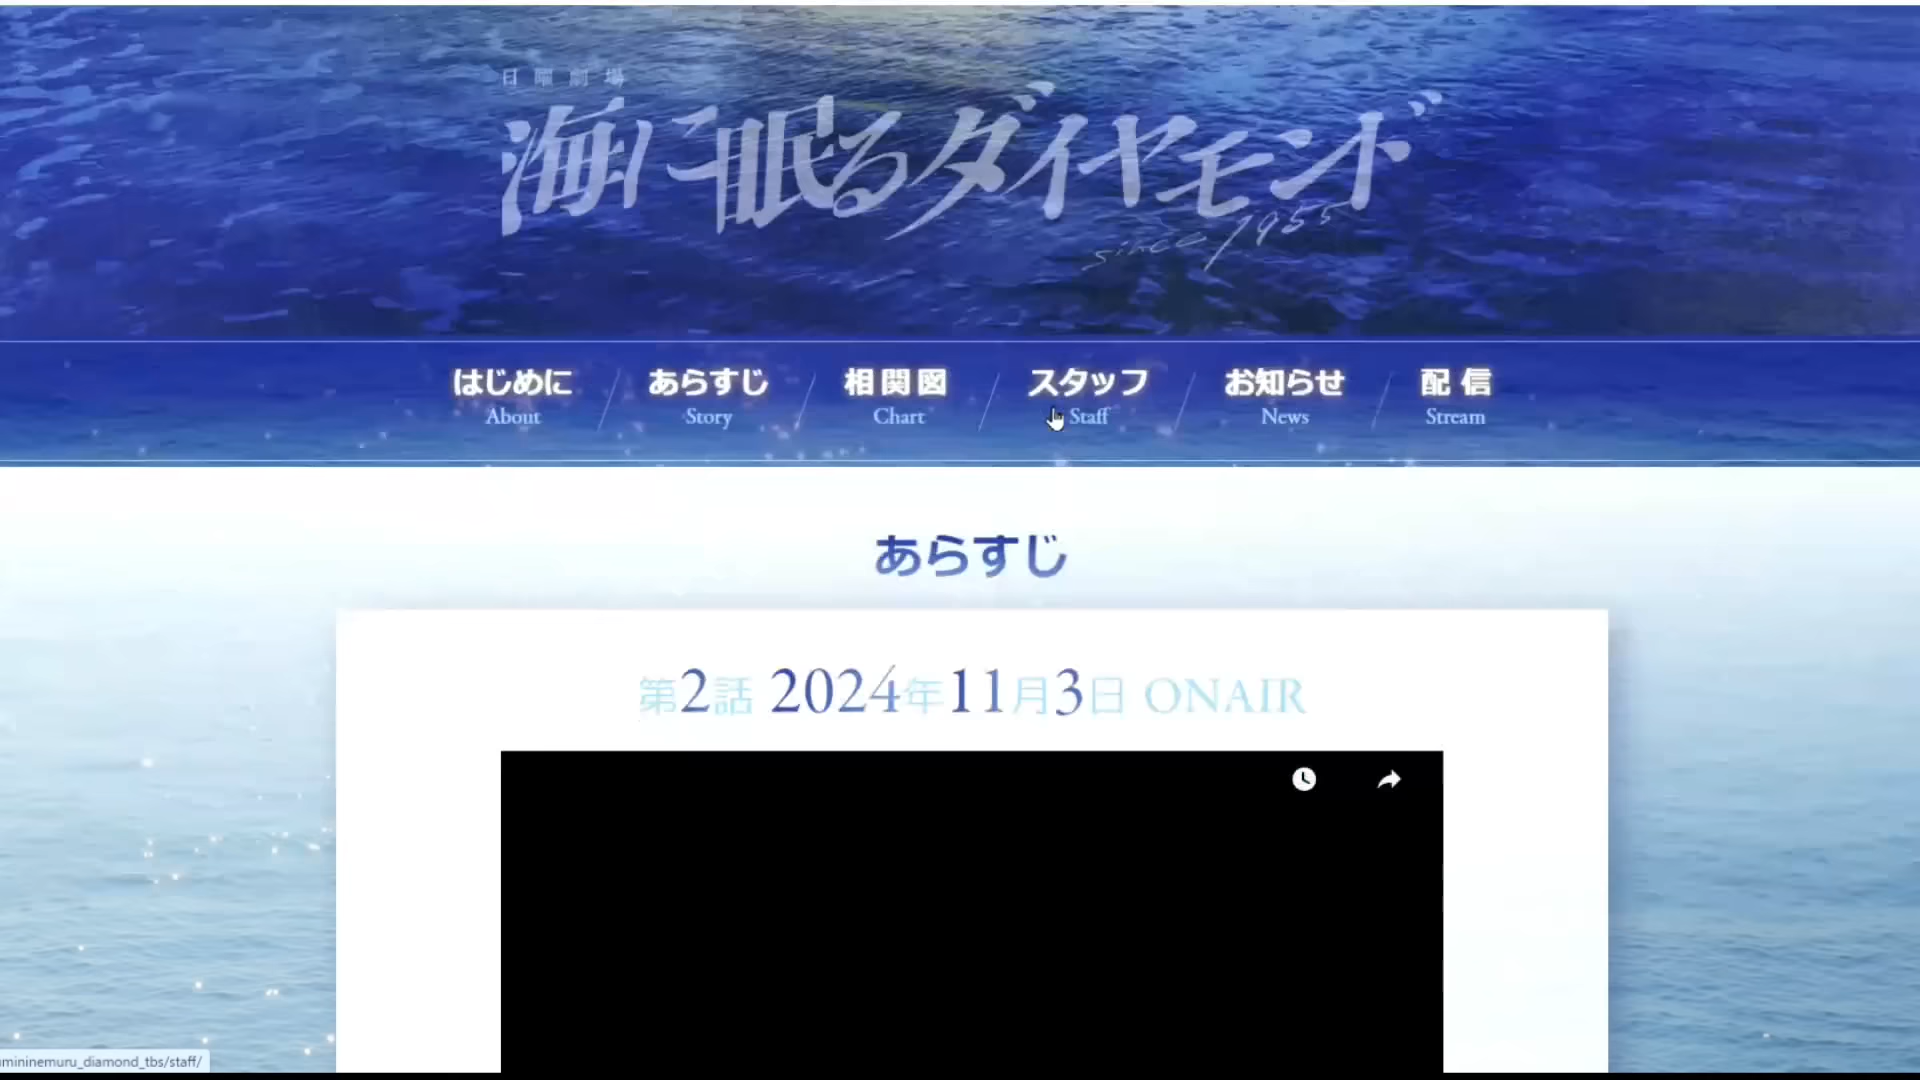 日曜劇場
海に眠るダイヤモンド
since 1955
はじめに
About
あらすじ
Story
相関図
Chart
スタッフ
Staff
お知らせ
News
配信
Stream
あらすじ
第2話 2024年11月3日 ONAIR
mininemuru_diamond_tbs/staff/